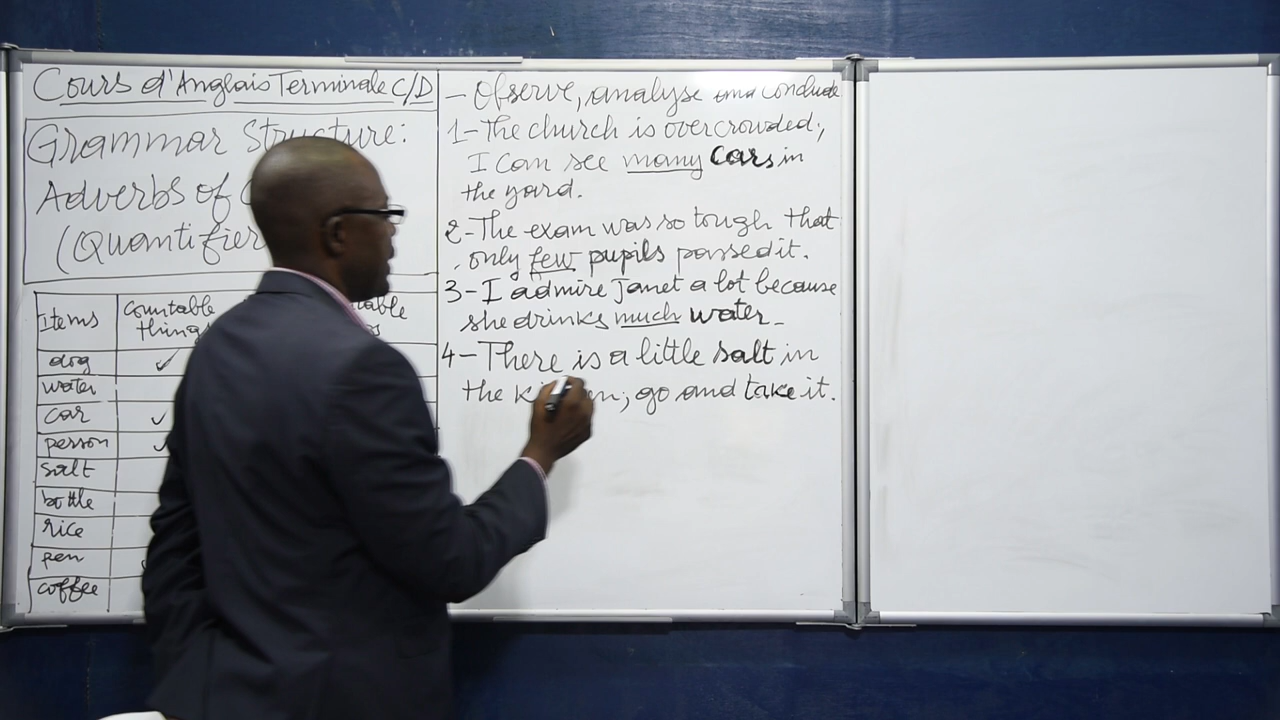 Cours d'Anglais Terminale C/D
Grammar Structure:
Adverbs of
(Quantifier
Items
Countable
things
dog ✓
water
car ✓
person ✓
salt
bottle
rice
pen
coffee
- Observe, analyse and conclude
1- The church is overcrowded;
I can see many cars in
the yard.
2- The exam was so tough that
only few pupils passed it.
3- I admire Janet a lot because
she drinks much water.
4- There is a little salt in
the ; go and take it.